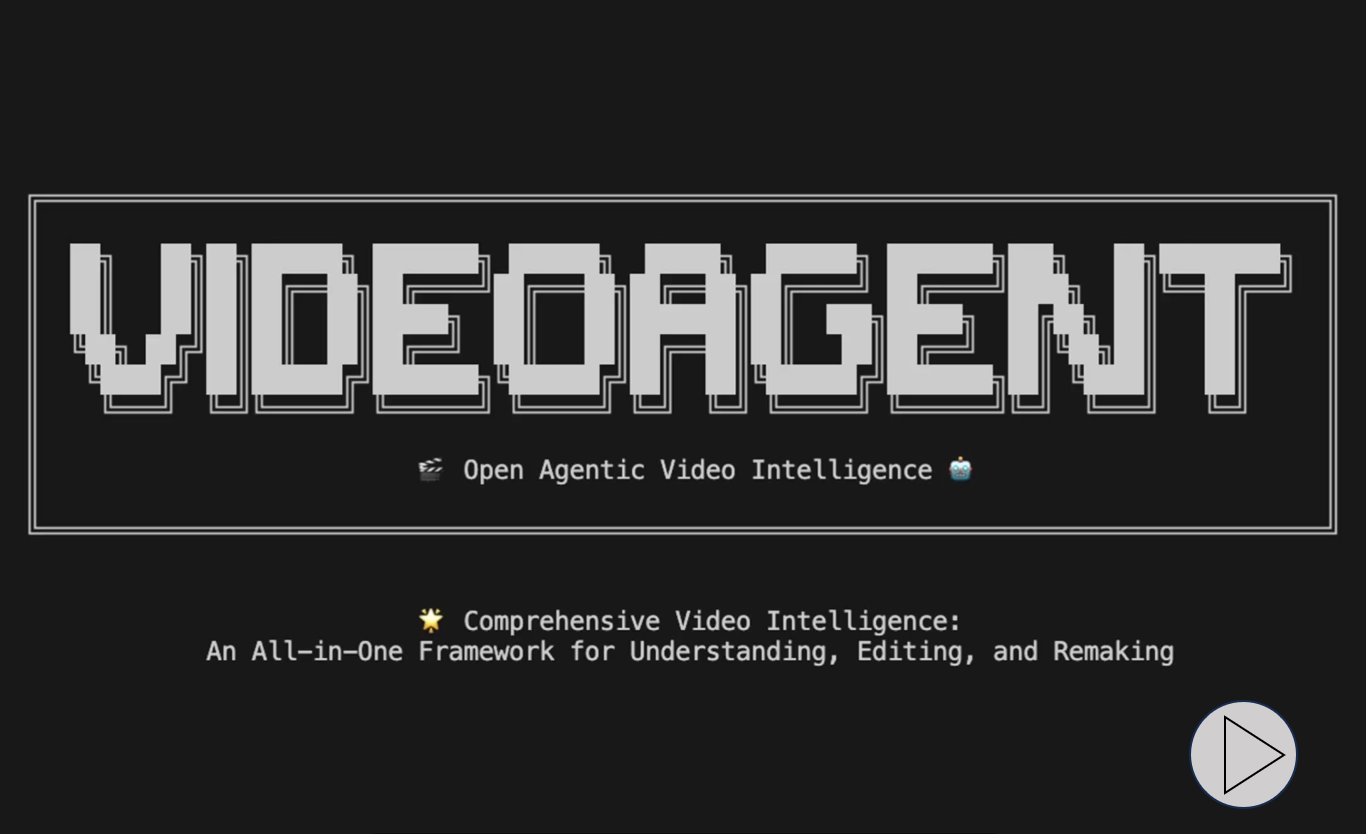 VIDEOAGENT
🎬 Open Agentic Video Intelligence 🤖
🌟 Comprehensive Video Intelligence:
An All-in-One Framework for Understanding, Editing, and Remaking